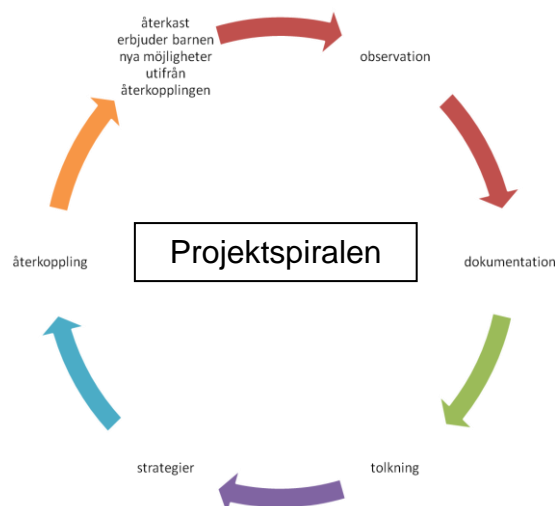 återkast
erbjuder barnen
nya möjligheter
utifrån
återkopplingen
observation
dokumentation
tolkning
strategier
återkoppling
Projektspiralen